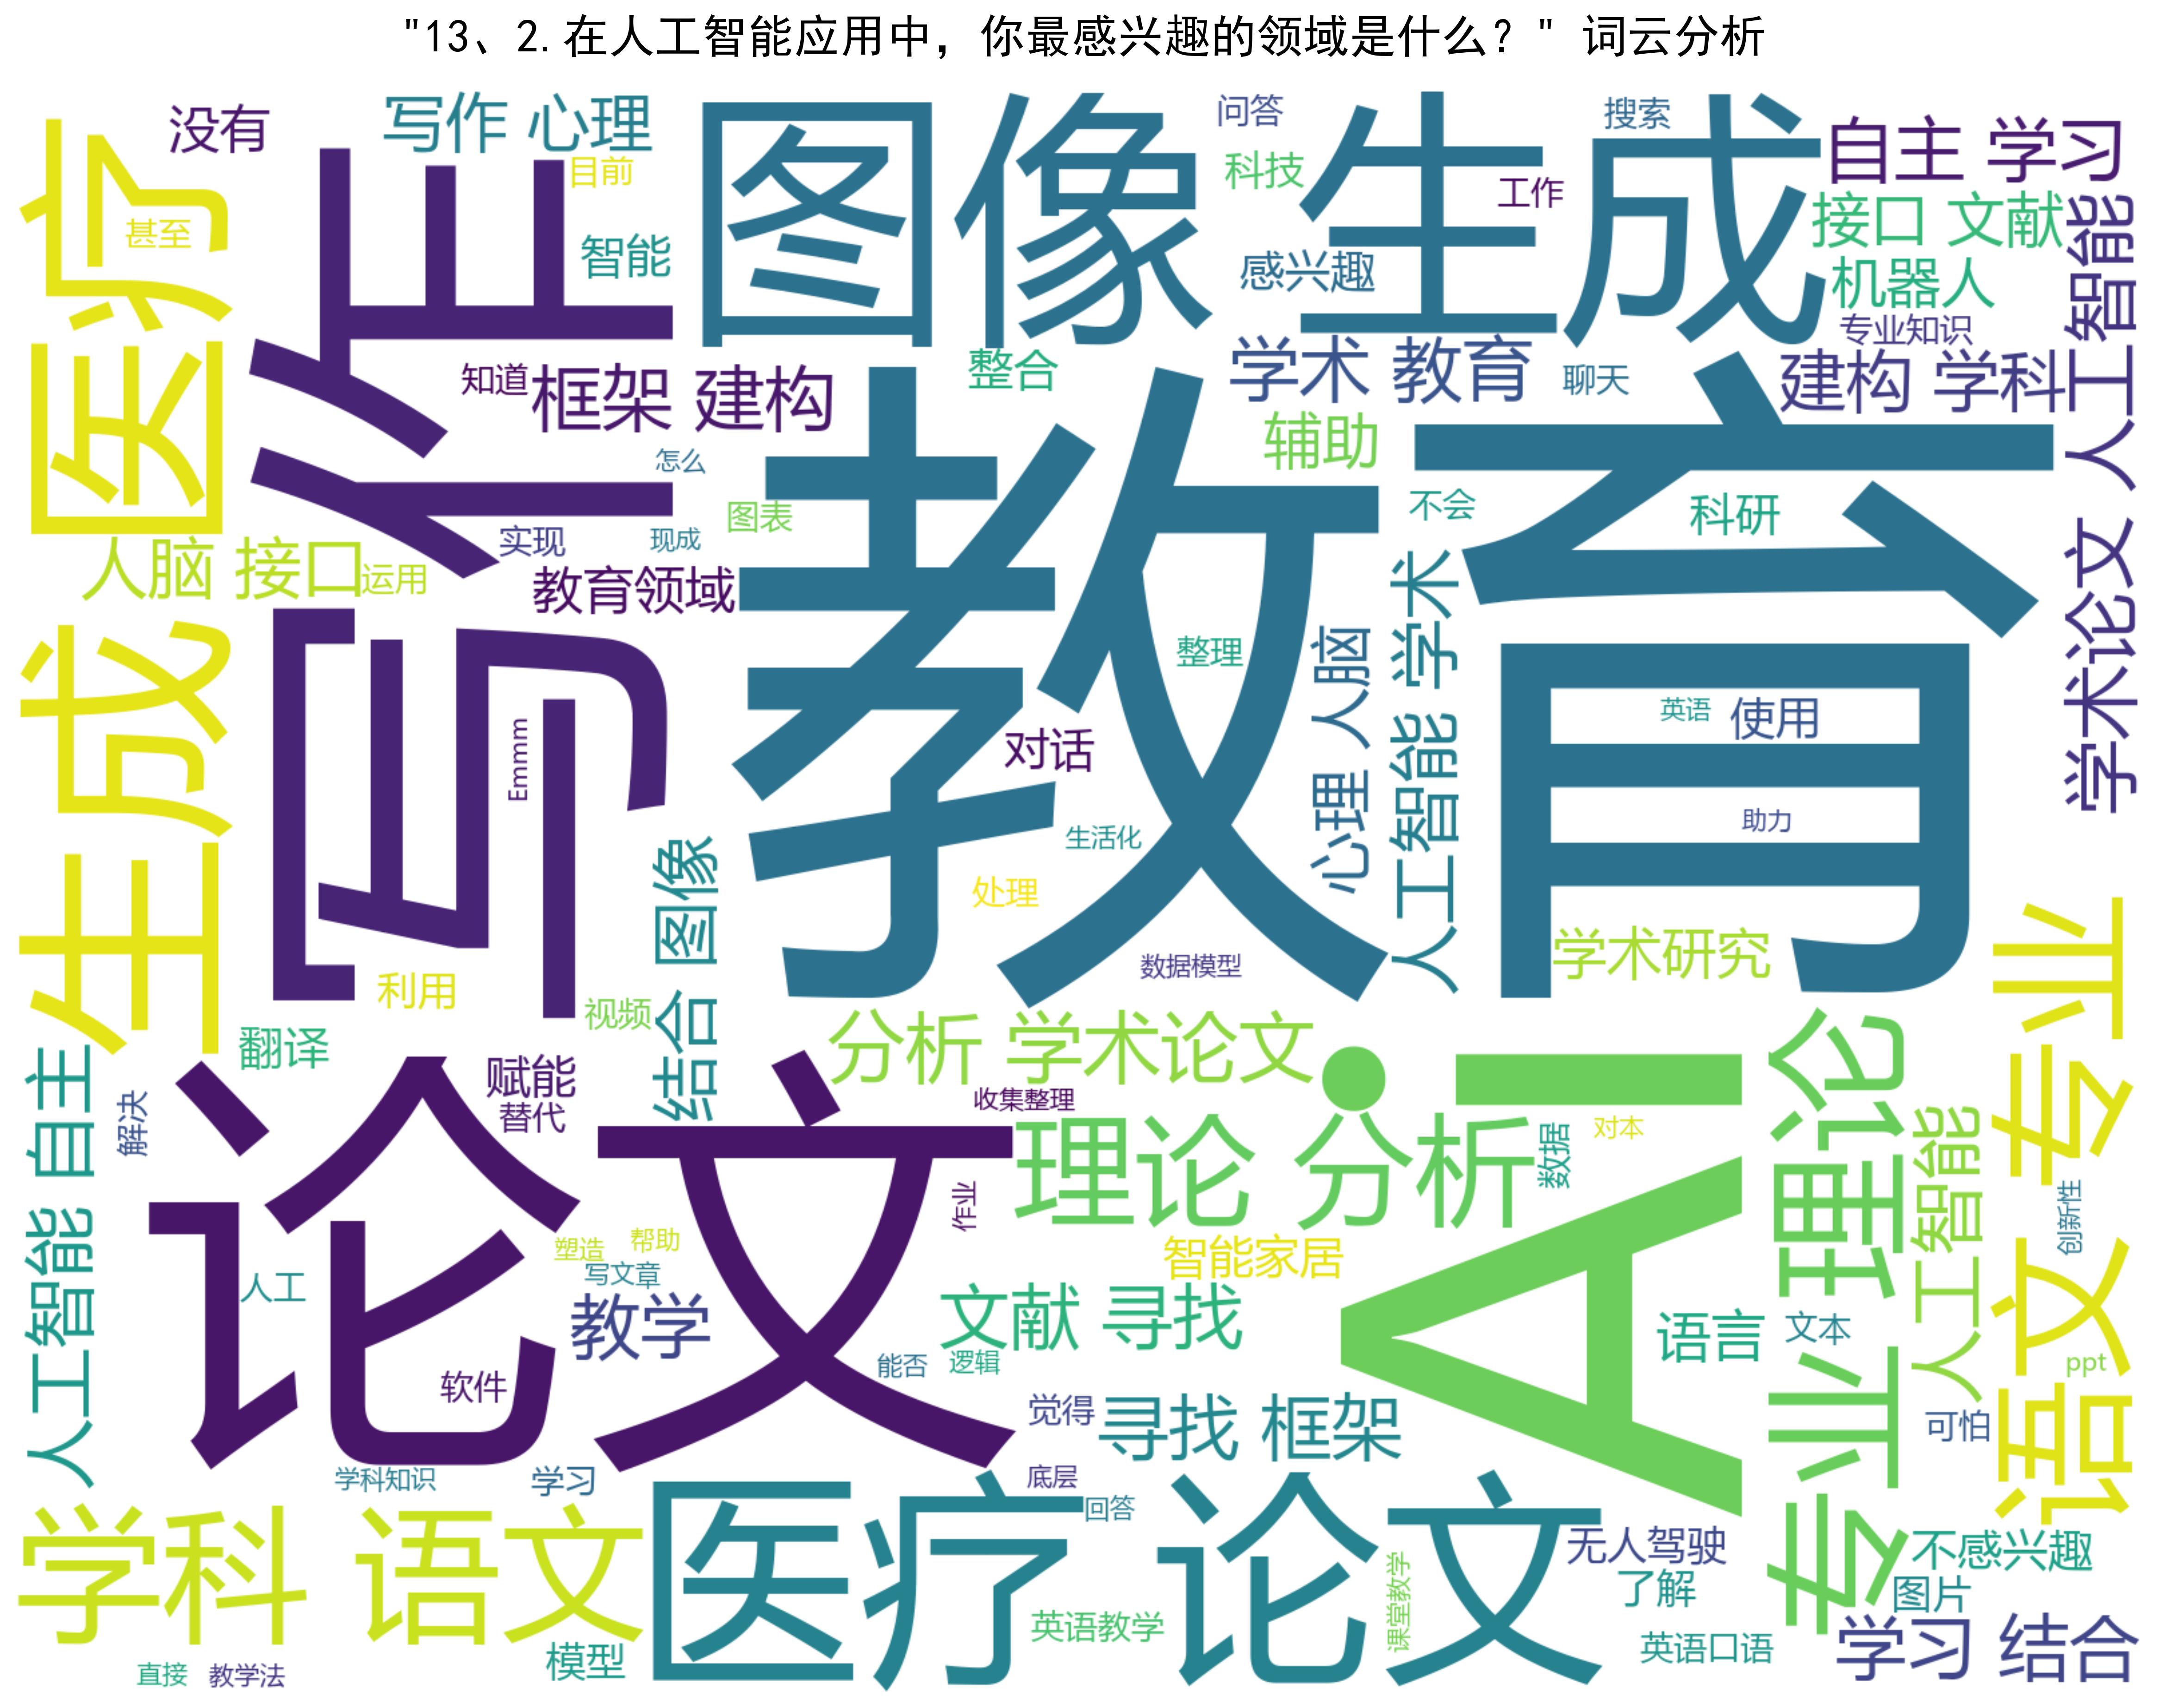 "13、2.在人工智能应用中，你最感兴趣的领域是什么？" 词云分析
没有
写作 心理
图像 生成
问答
搜索
自主 学习
医疗 生成
甚至
写作
目前
科技
工作
接口 文献
人工智能 人工智能
智能
感兴趣
机器人
专业知识
知道
框架 建构
整合
学术 教育
聊天
建构 学科
教育
辅助
怎么
图表
不会
科研
人脑 接口
运用
实现
现成
教育领域
学术论文 人工智能
整理
心理 人脑
人工智能 学术
英语
使用
Emmm
对话
助力
生活化
结合 图像
处理
数据模型
学术研究
利用
视频
语文 专业
翻译
分析 学术论文
专业 理论
人工智能 自主
解决
赋能
替代
收集整理
论文
AI
理论 分析
数据
对本
人工智能
作业
创新性
塑造
帮助
智能家居
写文章
人工
教学
文献 寻找
语言
文本
能否
逻辑
ppt
软件
觉得
寻找 框架
可怕
学科知识
学习
底层
学科 语文
医疗 论文
回答
无人驾驶
不感兴趣
课堂教学
了解
图片
英语教学
模型
英语口语
学习 结合
直接
教学法